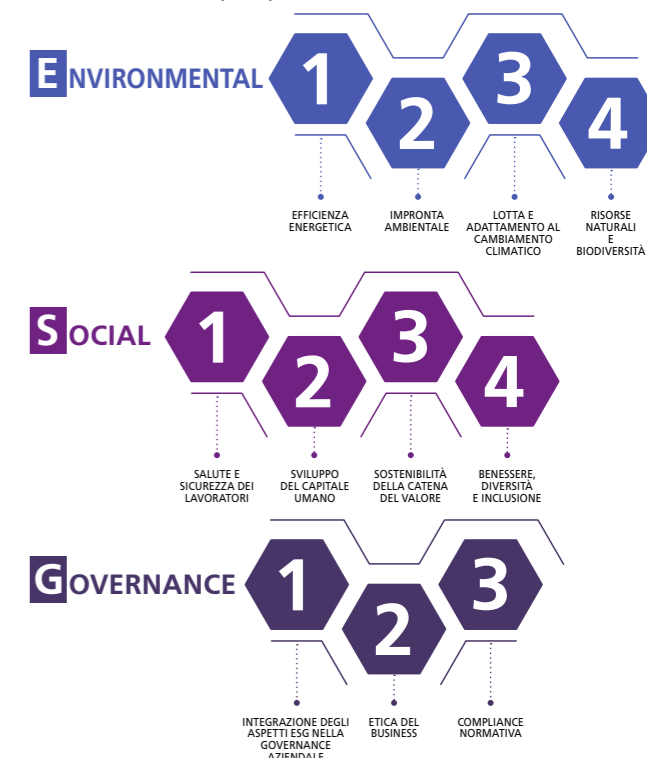 ENVIRONMENTAL
1
2
3
4
EFFICIENZA
ENERGETICA
IMPRONTA
AMBIENTALE
LOTTA E
ADATTAMENTO AL
CAMBIAMENTO
CLIMATICO
RISORSE
NATURALI
E
BIODIVERSITÀ
SOCIAL
1
2
3
4
SALUTE E
SICUREZZA DEI
LAVORATORI
SVILUPPO
DEL CAPITALE
UMANO
SOSTENIBILITÀ
DELLA CATENA
DEL VALORE
BENESSERE,
DIVERSITÀ
E INCLUSIONE
GOVERNANCE
1
2
3
INTEGRAZIONE DEGLI
ASPETTI ESG NELLA
GOVERNANCE
AZIENDALE
ETICA DEL
BUSINESS
COMPLIANCE
NORMATIVA